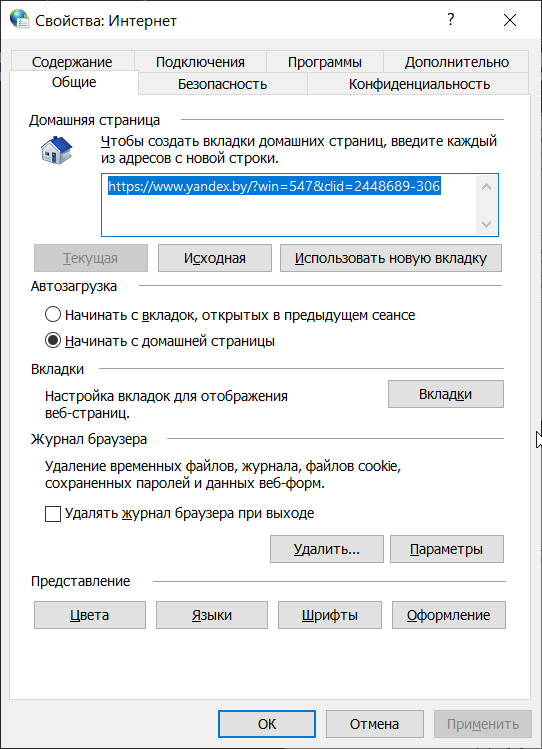 Свойства: Интернет
Содержание
Подключения
Программы
Дополнительно
Общие
Безопасность
Конфиденциальность
Домашняя страница
Чтобы создать вкладки домашних страниц, введите каждый
из адресов с новой строки.
https://www.yandex.by/?win=547&clid=2448689-306
Текущая
Исходная
Использовать новую вкладку
Автозагрузка
Начинать с вкладок, открытых в предыдущем сеансе
Начинать с домашней страницы
Вкладки
Настройка вкладок для отображения
веб-страниц.
Вкладки
Журнал браузера
Удаление временных файлов, журнала, файлов cookie,
сохраненных паролей и данных веб-форм.
Удалять журнал браузера при выходе
Удалить...
Параметры
Представление
Цвета
Языки
Шрифты
Оформление
ОК
Отмена
Применить